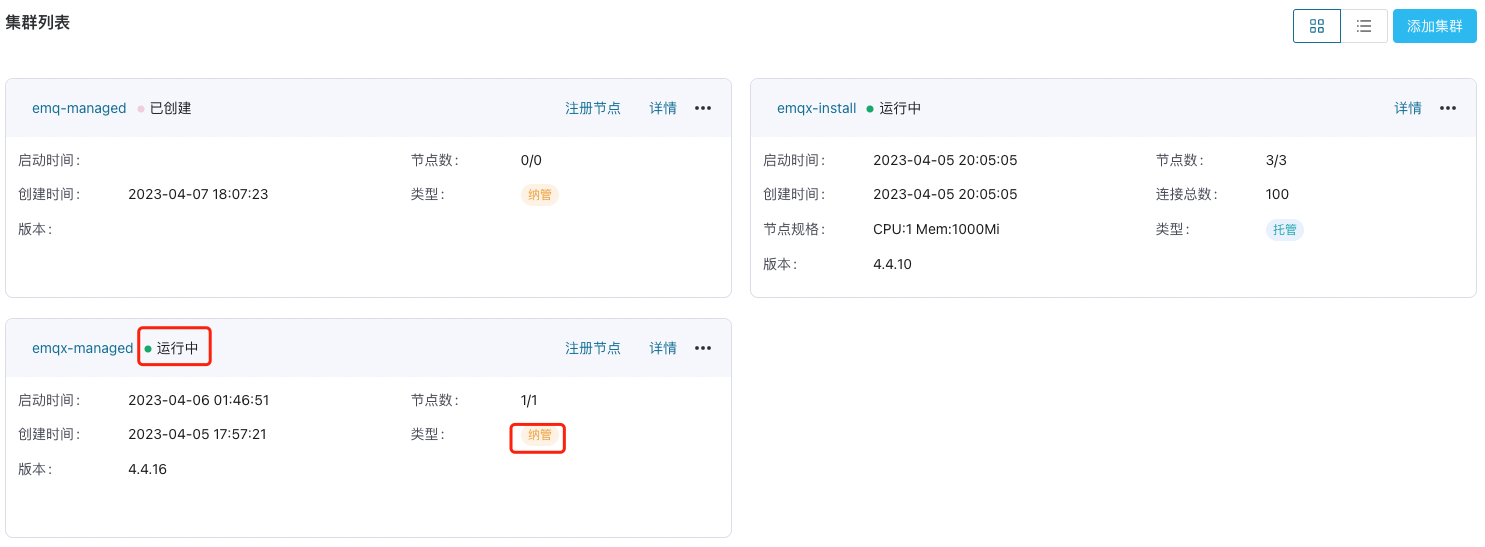 集群列表
添加集群
emq-managed 已创建 注册节点 详情
启动时间： 节点数： 0/0
创建时间： 2023-04-07 18:07:23 类型： 纳管
版本：
emqx-install 运行中 详情
启动时间： 2023-04-05 20:05:05 节点数： 3/3
创建时间： 2023-04-05 20:05:05 连接总数： 100
节点规格： CPU:1 Mem:1000Mi 类型： 托管
版本： 4.4.10
emqx-managed 运行中 注册节点 详情
启动时间： 2023-04-06 01:46:51 节点数： 1/1
创建时间： 2023-04-05 17:57:21 类型： 纳管
版本： 4.4.16